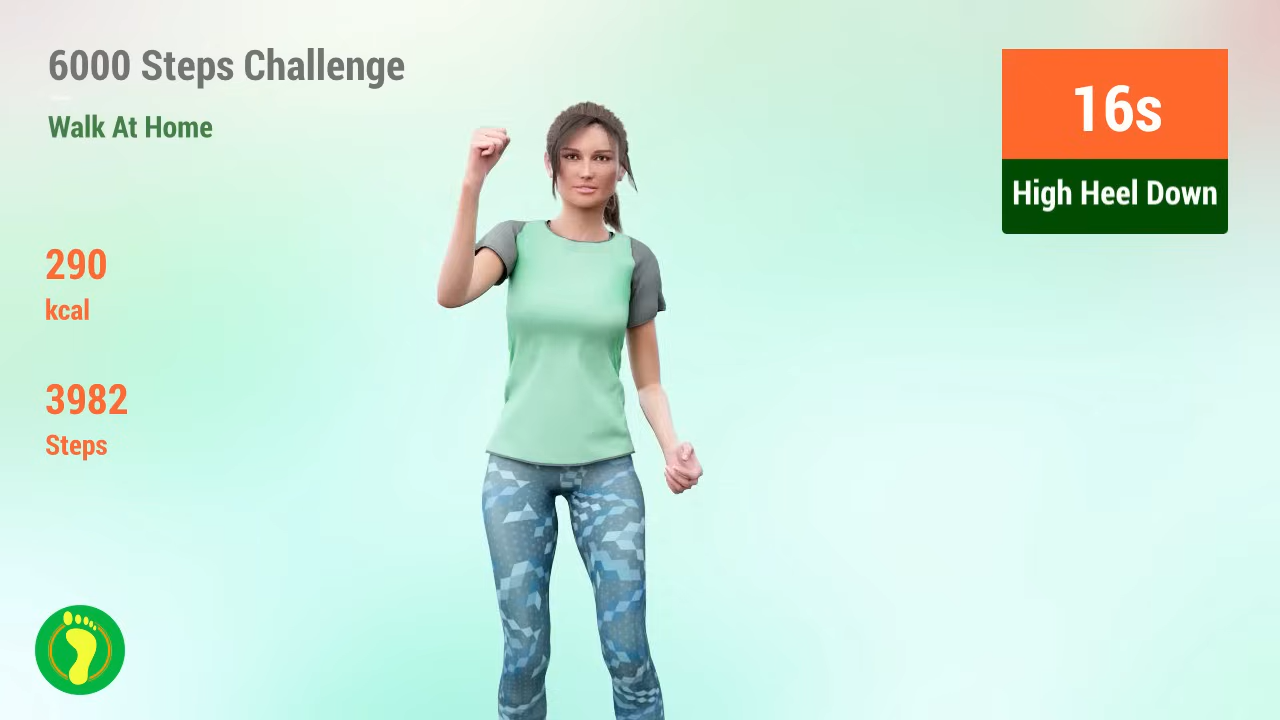 6000 Steps Challenge
Walk At Home
16s
High Heel Down
290
kcal
3982
Steps